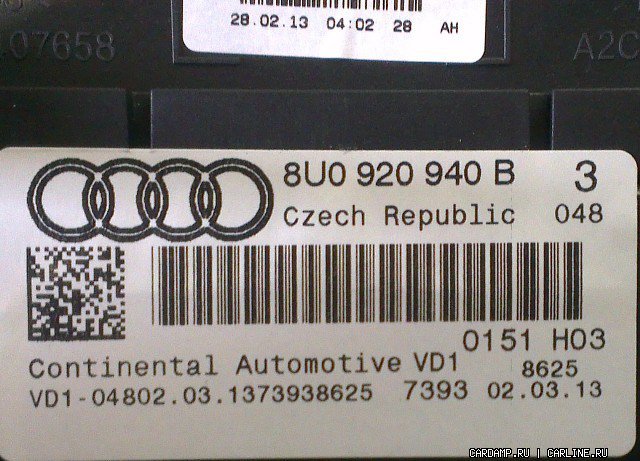 28.02.13 04:02 28 AH
07658 A2C
8U0 920 940 B 3
Czech Republic 048
0151 H03
Continental Automotive VD1 8625
VD1-04802.03.1373938625 7393 02.03.13
CARDAMP.RU | CARLINE.RU